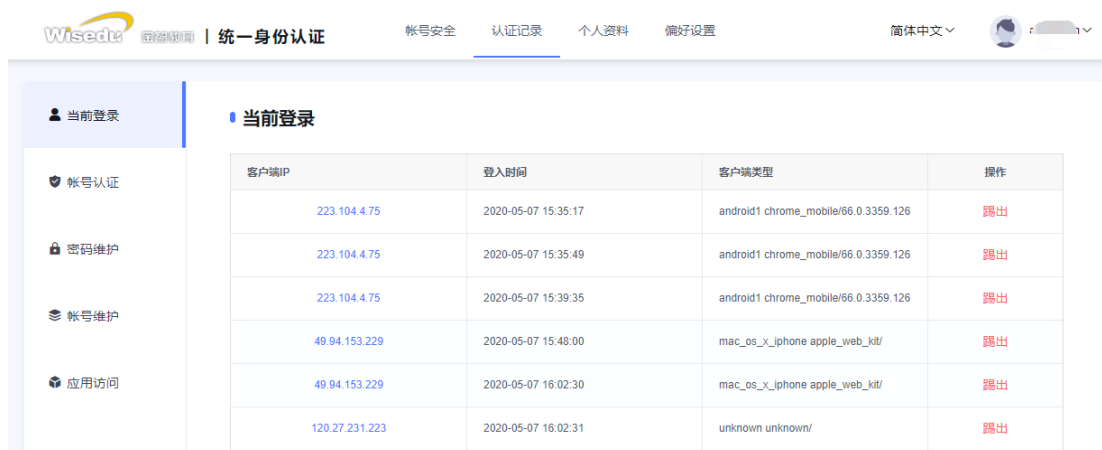 Wisedu 金智教育 | 统一身份认证 帐号安全 认证记录 个人资料 偏好设置 简体中文
当前登录
帐号认证
密码维护
帐号维护
应用访问
当前登录
客户端IP 登入时间 客户端类型 操作
223.104.4.75 2020-05-07 15:35:17 android1 chrome_mobile/66.0.3359.126 踢出
223.104.4.75 2020-05-07 15:35:49 android1 chrome_mobile/66.0.3359.126 踢出
223.104.4.75 2020-05-07 15:39:35 android1 chrome_mobile/66.0.3359.126 踢出
49.94.153.229 2020-05-07 15:48:00 mac_os_x_iphone apple_web_kit/ 踢出
49.94.153.229 2020-05-07 16:02:30 mac_os_x_iphone apple_web_kit/ 踢出
120.27.231.223 2020-05-07 16:02:31 unknown unknown/ 踢出